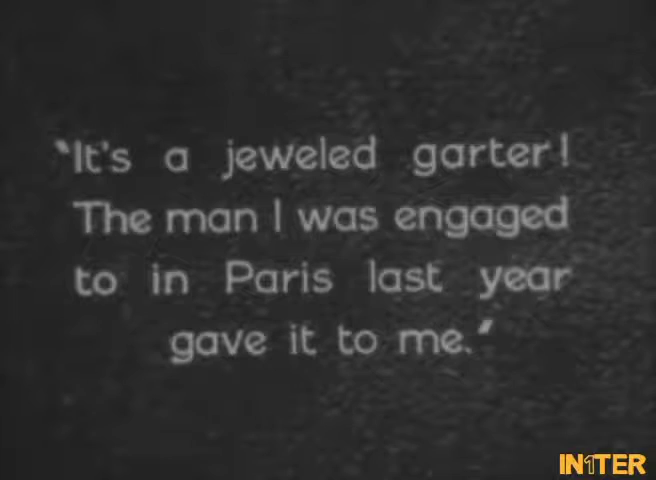 "It's a jeweled garter!
The man I was engaged
to in Paris last year
gave it to me."
IN1TER